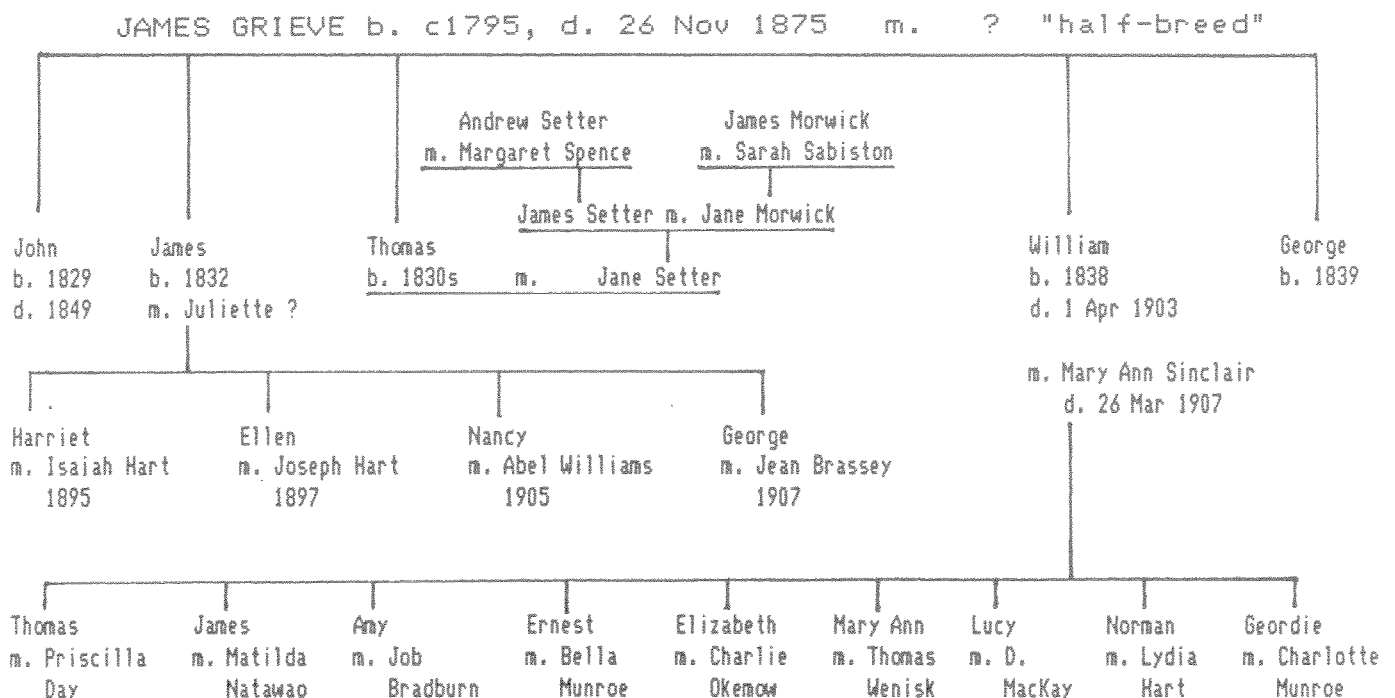 JAMES GRIEVE b. c1795, d. 26 Nov 1875 m. ? "half-breed"
Andrew Setter
m. Margaret Spence
James Morwick
m. Sarah Sabiston
James Setter m. Jane Morwick
John
b. 1829
d. 1849
James
b. 1832
m. Juliette ?
Thomas
b. 1830s m. Jane Setter
William
b. 1838
d. 1 Apr 1903
m. Mary Ann Sinclair
d. 26 Mar 1907
George
b. 1839
Harriet
m. Isaiah Hart
1895
Ellen
m. Joseph Hart
1897
Nancy
m. Abel Williams
1905
George
m. Jean Brassey
1907
Thomas
m. Priscilla
Day
James
m. Matilda
Natawao
Amy
m. Job
Bradburn
Ernest
m. Bella
Munroe
Elizabeth
m. Charlie
Okemow
Mary Ann
m. Thomas
Wenisk
Lucy
m. D.
MacKay
Norman
m. Lydia
Hart
Geordie
m. Charlotte
Munroe